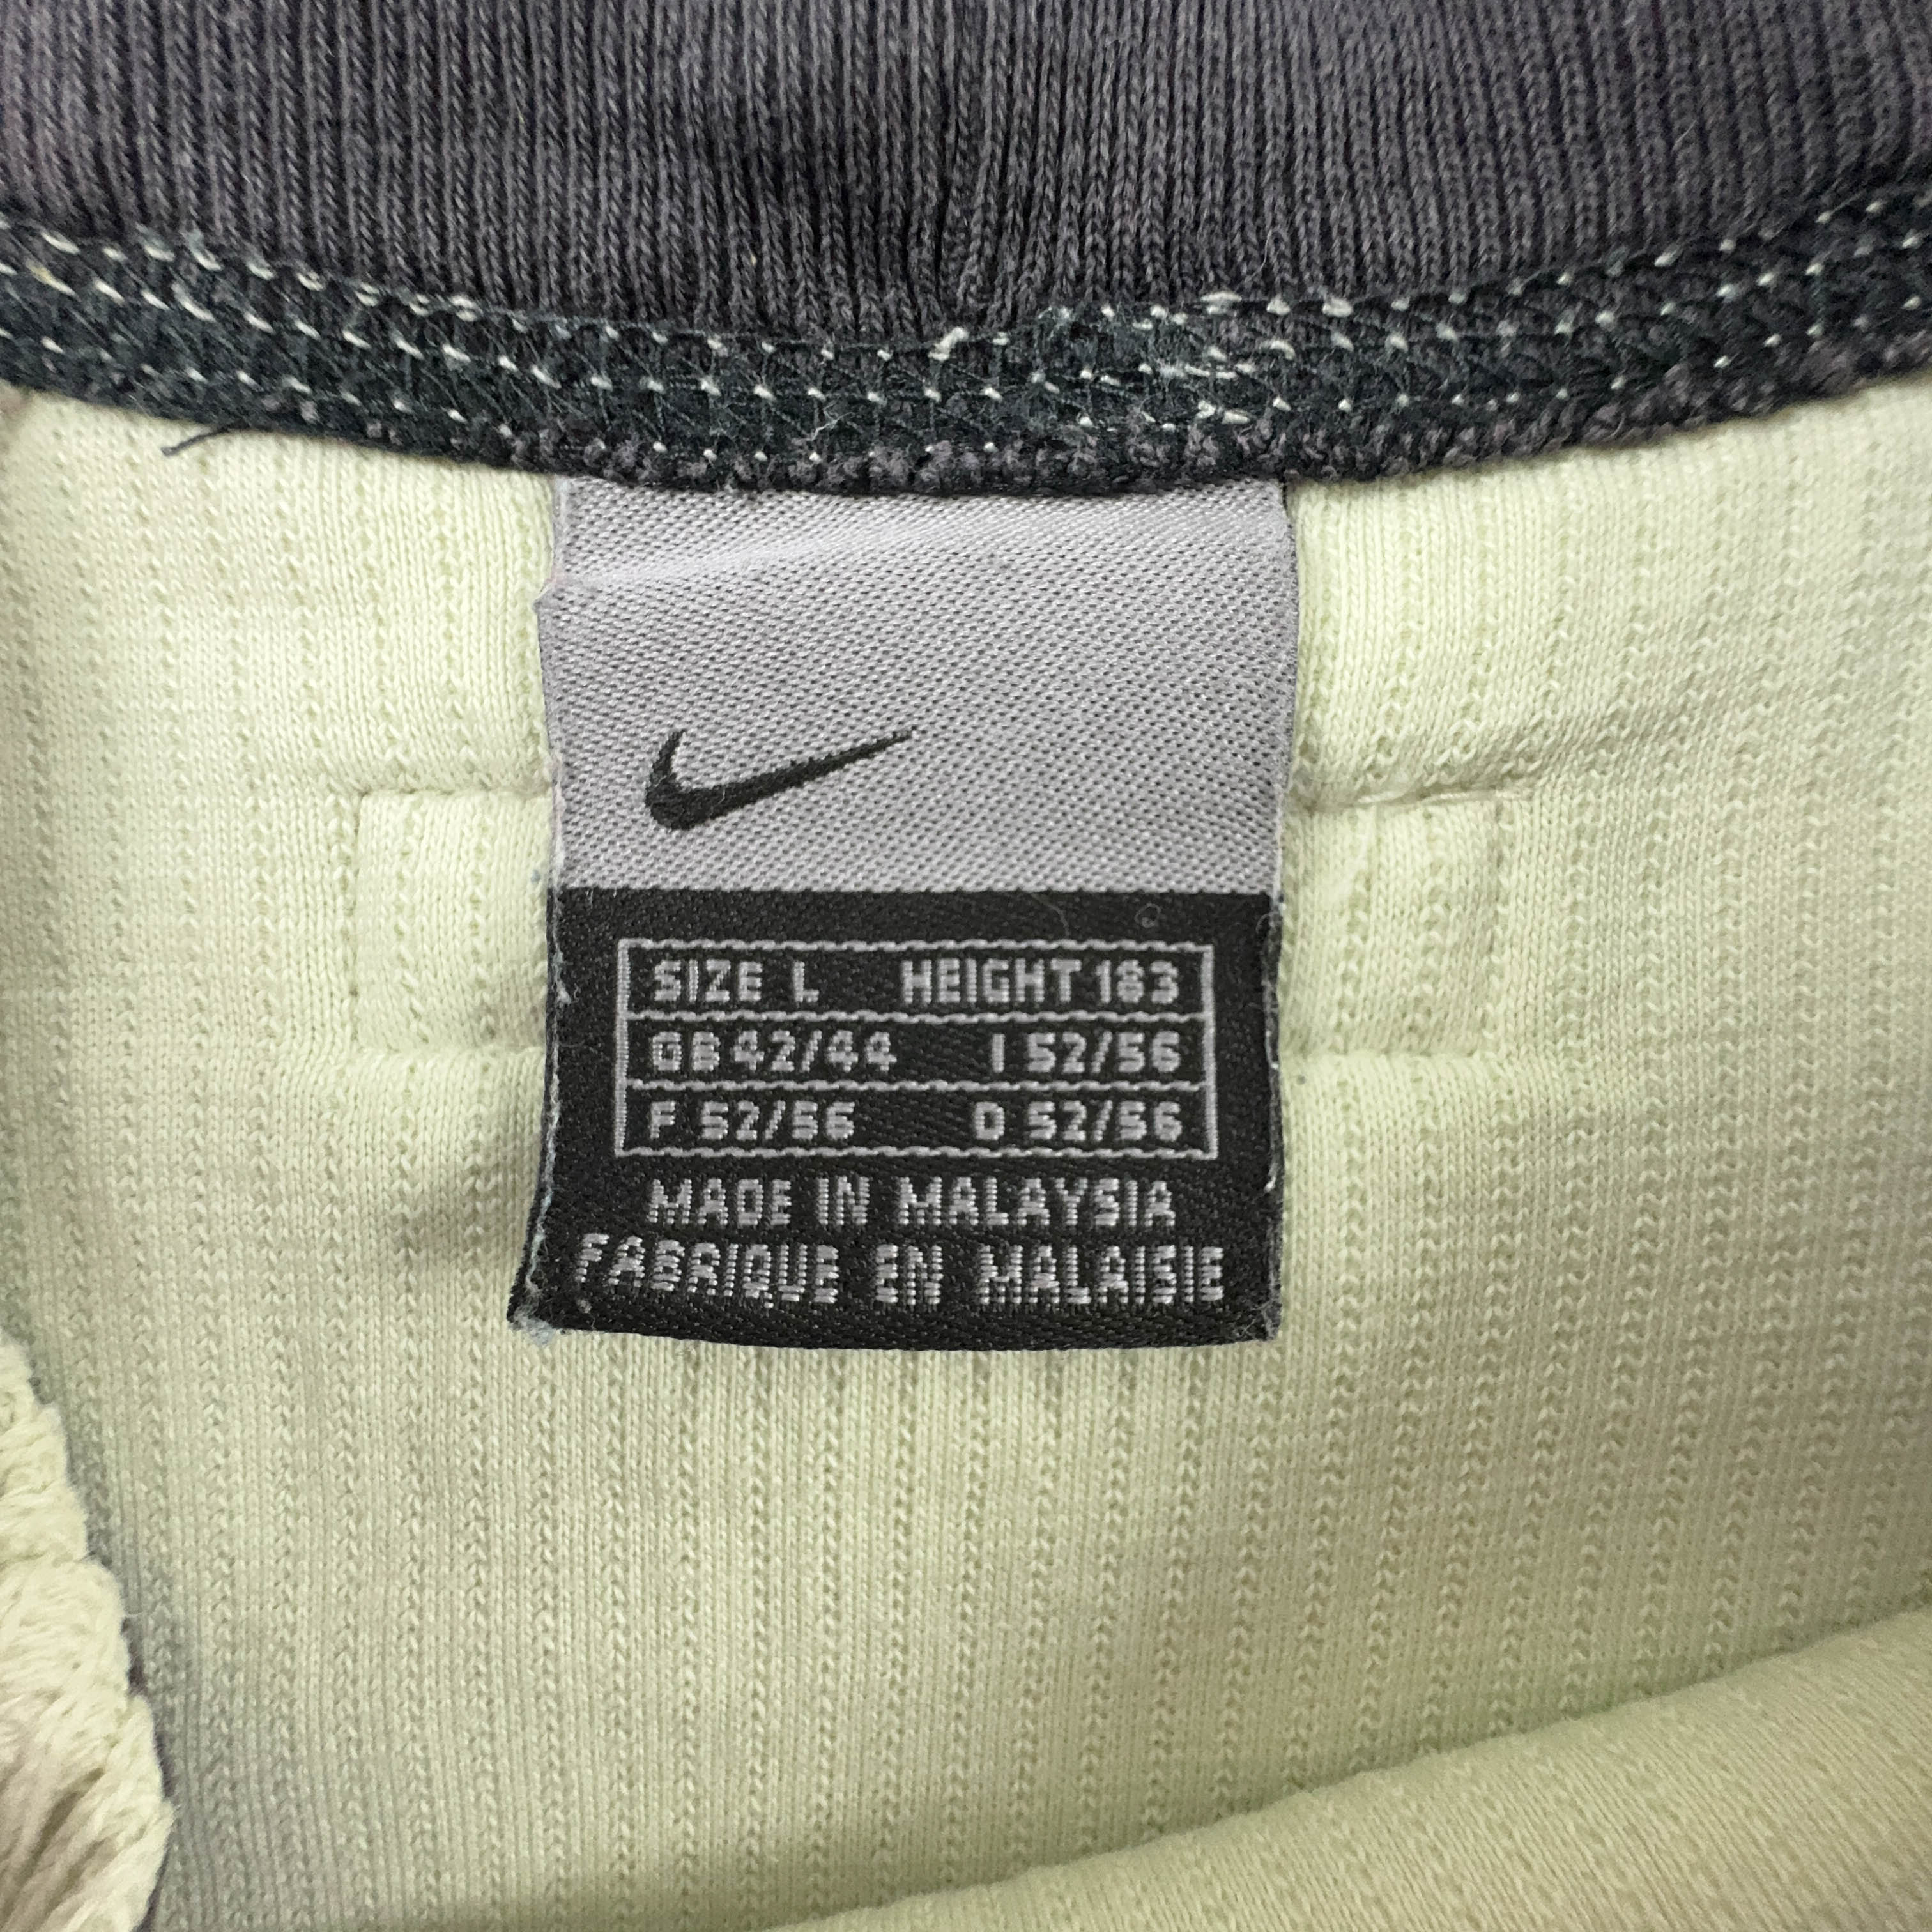 SIZE L HEIGHT 183
GB 42/44 I 52/56
F 52/56 D 52/56
MADE IN MALAYSIA
FABRIQUE EN MALAISIE